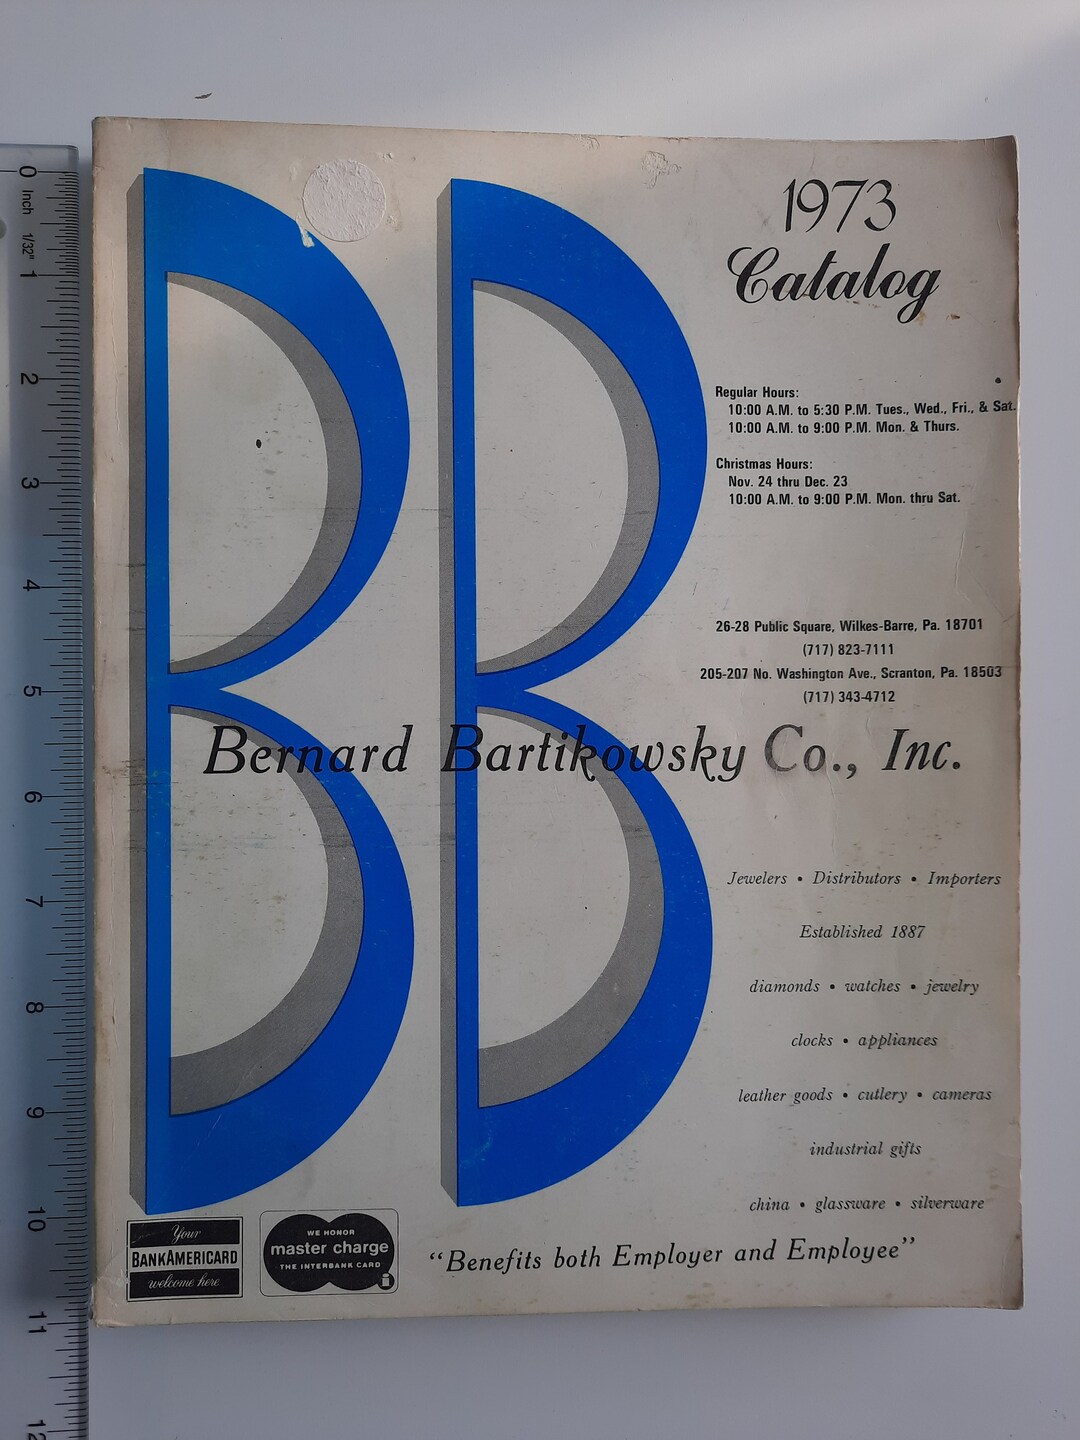 1973
Catalog
Regular Hours:
10:00 A.M. to 5:30 P.M. Tues., Wed., Fri., & Sat.
10:00 A.M. to 9:00 P.M. Mon. & Thurs.
Christmas Hours:
Nov. 24 thru Dec. 23
10:00 A.M. to 9:00 P.M. Mon. thru Sat.
26-28 Public Square, Wilkes-Barre, Pa. 18701
(717) 823-7111
205-207 No. Washington Ave., Scranton, Pa. 18503
(717) 343-4712
BB
Bernard Bartikowsky Co., Inc.
Jewelers • Distributors • Importers
Established 1887
diamonds • watches • jewelry
clocks • appliances
leather goods • cutlery • cameras
industrial gifts
china • glassware • silverware
"Benefits both Employer and Employee"
Your
BANKAMERICARD
welcome here
WE HONOR
master charge
THE INTERBANK CARD
i
0 Inch 1/32"
1
2
3
4
5
6
7
8
9
10
11
12